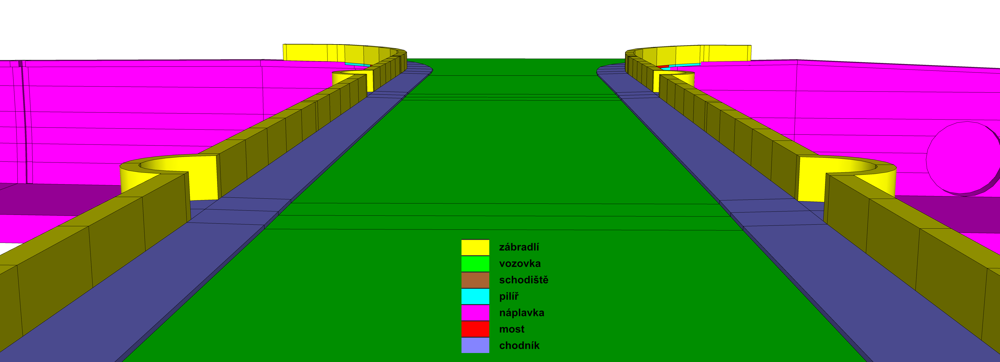 zábradlí
vozovka
schodiště
pilíř
náplavka
most
chodník